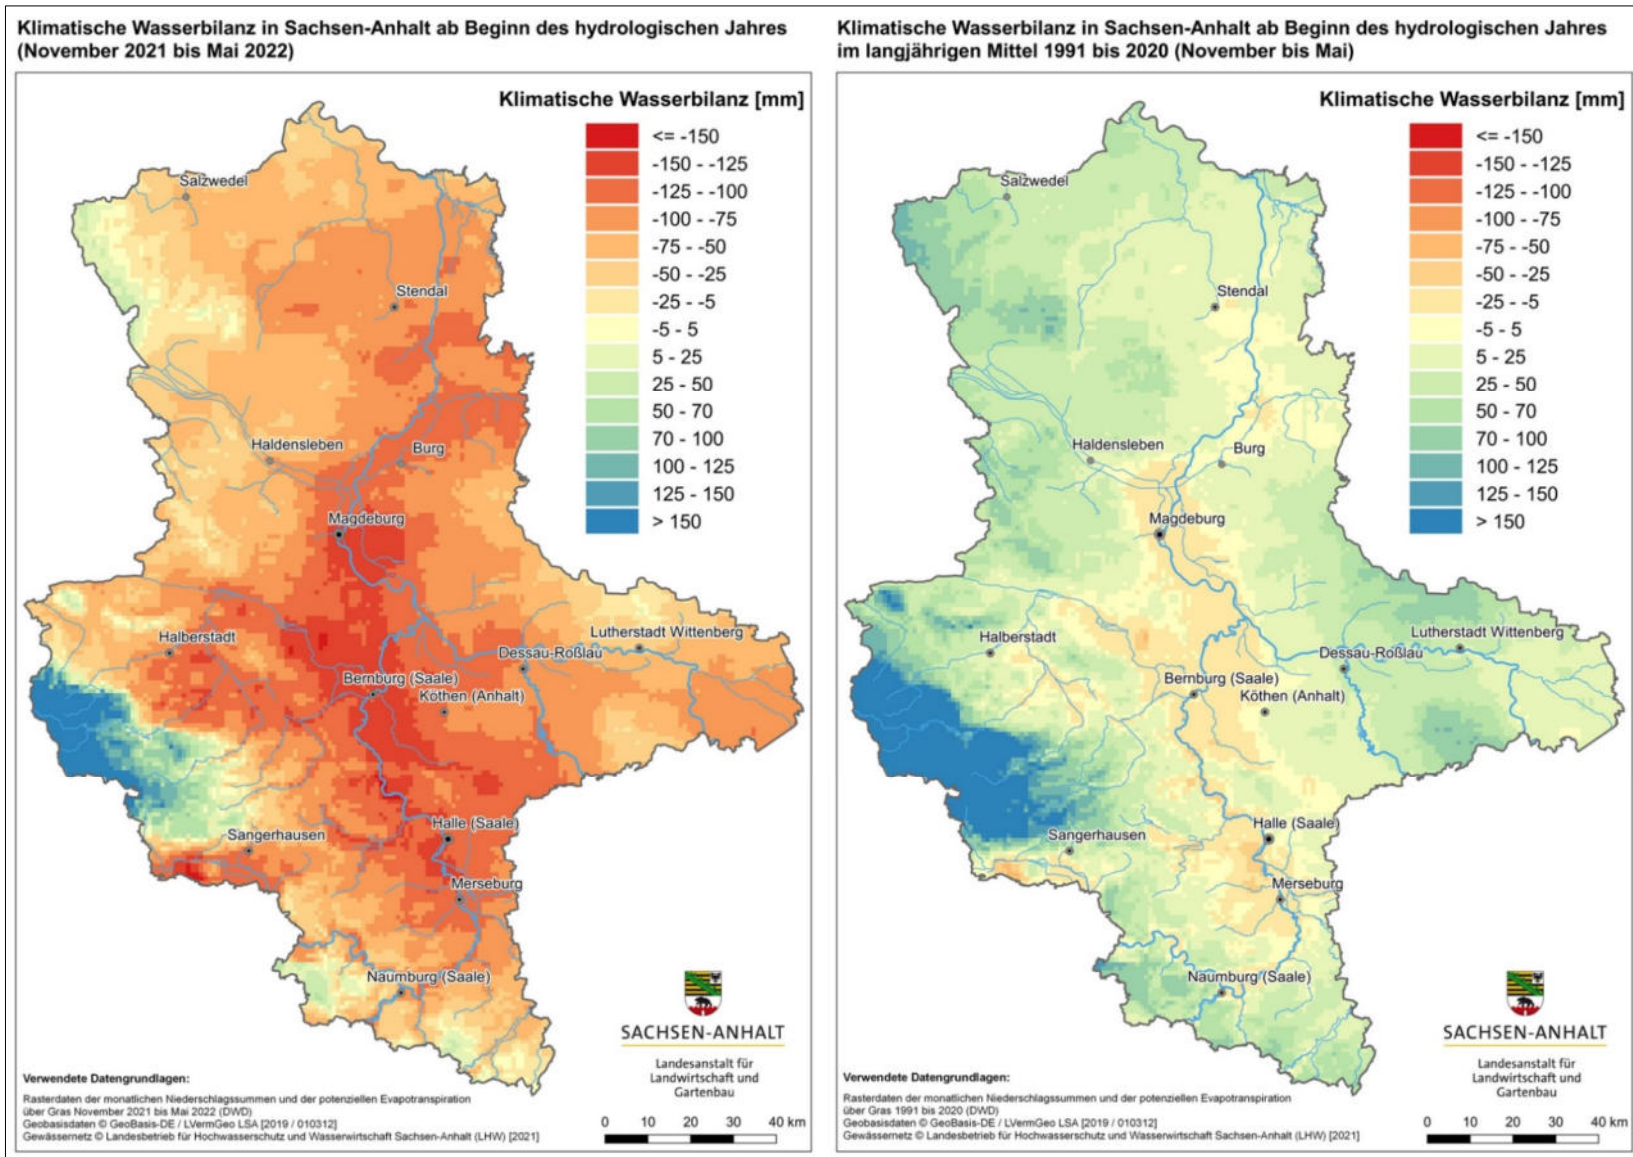 Klimatische Wasserbilanz in Sachsen-Anhalt ab Beginn des hydrologischen Jahres
(November 2021 bis Mai 2022)
Klimatische Wasserbilanz [mm]
<= -150
-150 - -125
-125 - -100
-100 - -75
-75 - -50
-50 - -25
-25 - -5
-5 - 5
5 - 25
25 - 50
50 - 70
70 - 100
100 - 125
125 - 150
> 150
Salzwedel
Stendal
Haldensleben
Burg
Magdeburg
Halberstadt
Lutherstadt Wittenberg
Dessau-Roßlau
Bernburg (Saale)
Köthen (Anhalt)
Halle (Saale)
Sangerhausen
Merseburg
Naumburg (Saale)
SACHSEN-ANHALT
Landesanstalt für
Landwirtschaft und
Gartenbau
Verwendete Datengrundlagen:
Rasterdaten der monatlichen Niederschlagssummen und der potenziellen Evapotranspiration
über Gras November 2021 bis Mai 2022 (DWD)
Geobasisdaten © GeoBasis-DE / LVermGeo LSA [2019 / 010312]
Gewässernetz © Landesbetrieb für Hochwasserschutz und Wasserwirtschaft Sachsen-Anhalt (LHW) [2021]
0 10 20 30 40 km
Klimatische Wasserbilanz in Sachsen-Anhalt ab Beginn des hydrologischen Jahres
im langjährigen Mittel 1991 bis 2020 (November bis Mai)
Klimatische Wasserbilanz [mm]
<= -150
-150 - -125
-125 - -100
-100 - -75
-75 - -50
-50 - -25
-25 - -5
-5 - 5
5 - 25
25 - 50
50 - 70
70 - 100
100 - 125
125 - 150
> 150
Salzwedel
Stendal
Haldensleben
Burg
Magdeburg
Halberstadt
Lutherstadt Wittenberg
Dessau-Roßlau
Bernburg (Saale)
Köthen (Anhalt)
Halle (Saale)
Sangerhausen
Merseburg
Naumburg (Saale)
SACHSEN-ANHALT
Landesanstalt für
Landwirtschaft und
Gartenbau
Verwendete Datengrundlagen:
Rasterdaten der monatlichen Niederschlagssummen und der potenziellen Evapotranspiration
über Gras 1991 bis 2020 (DWD)
Geobasisdaten © GeoBasis-DE / LVermGeo LSA [2019 / 010312]
Gewässernetz © Landesbetrieb für Hochwasserschutz und Wasserwirtschaft Sachsen-Anhalt (LHW) [2021]
0 10 20 30 40 km